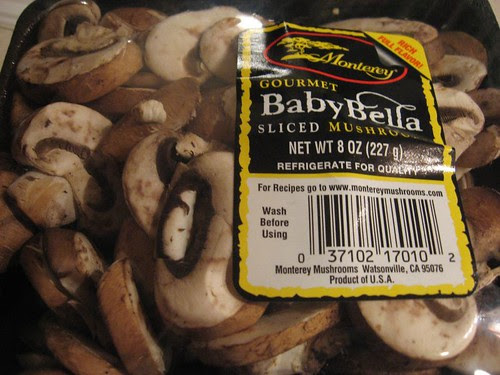 Monterey
RICH
FULL FLAVOR!
GOURMET
BabyBella
SLICED MUSHROO
NET WT 8 OZ (227 g)
REFRIGERATE FOR QUALITY
For Recipes go to www.montereymushrooms.com
Wash
Before
Using
0 37102 17010 2
Monterey Mushrooms Watsonville, CA 95076
Product of U.S.A.